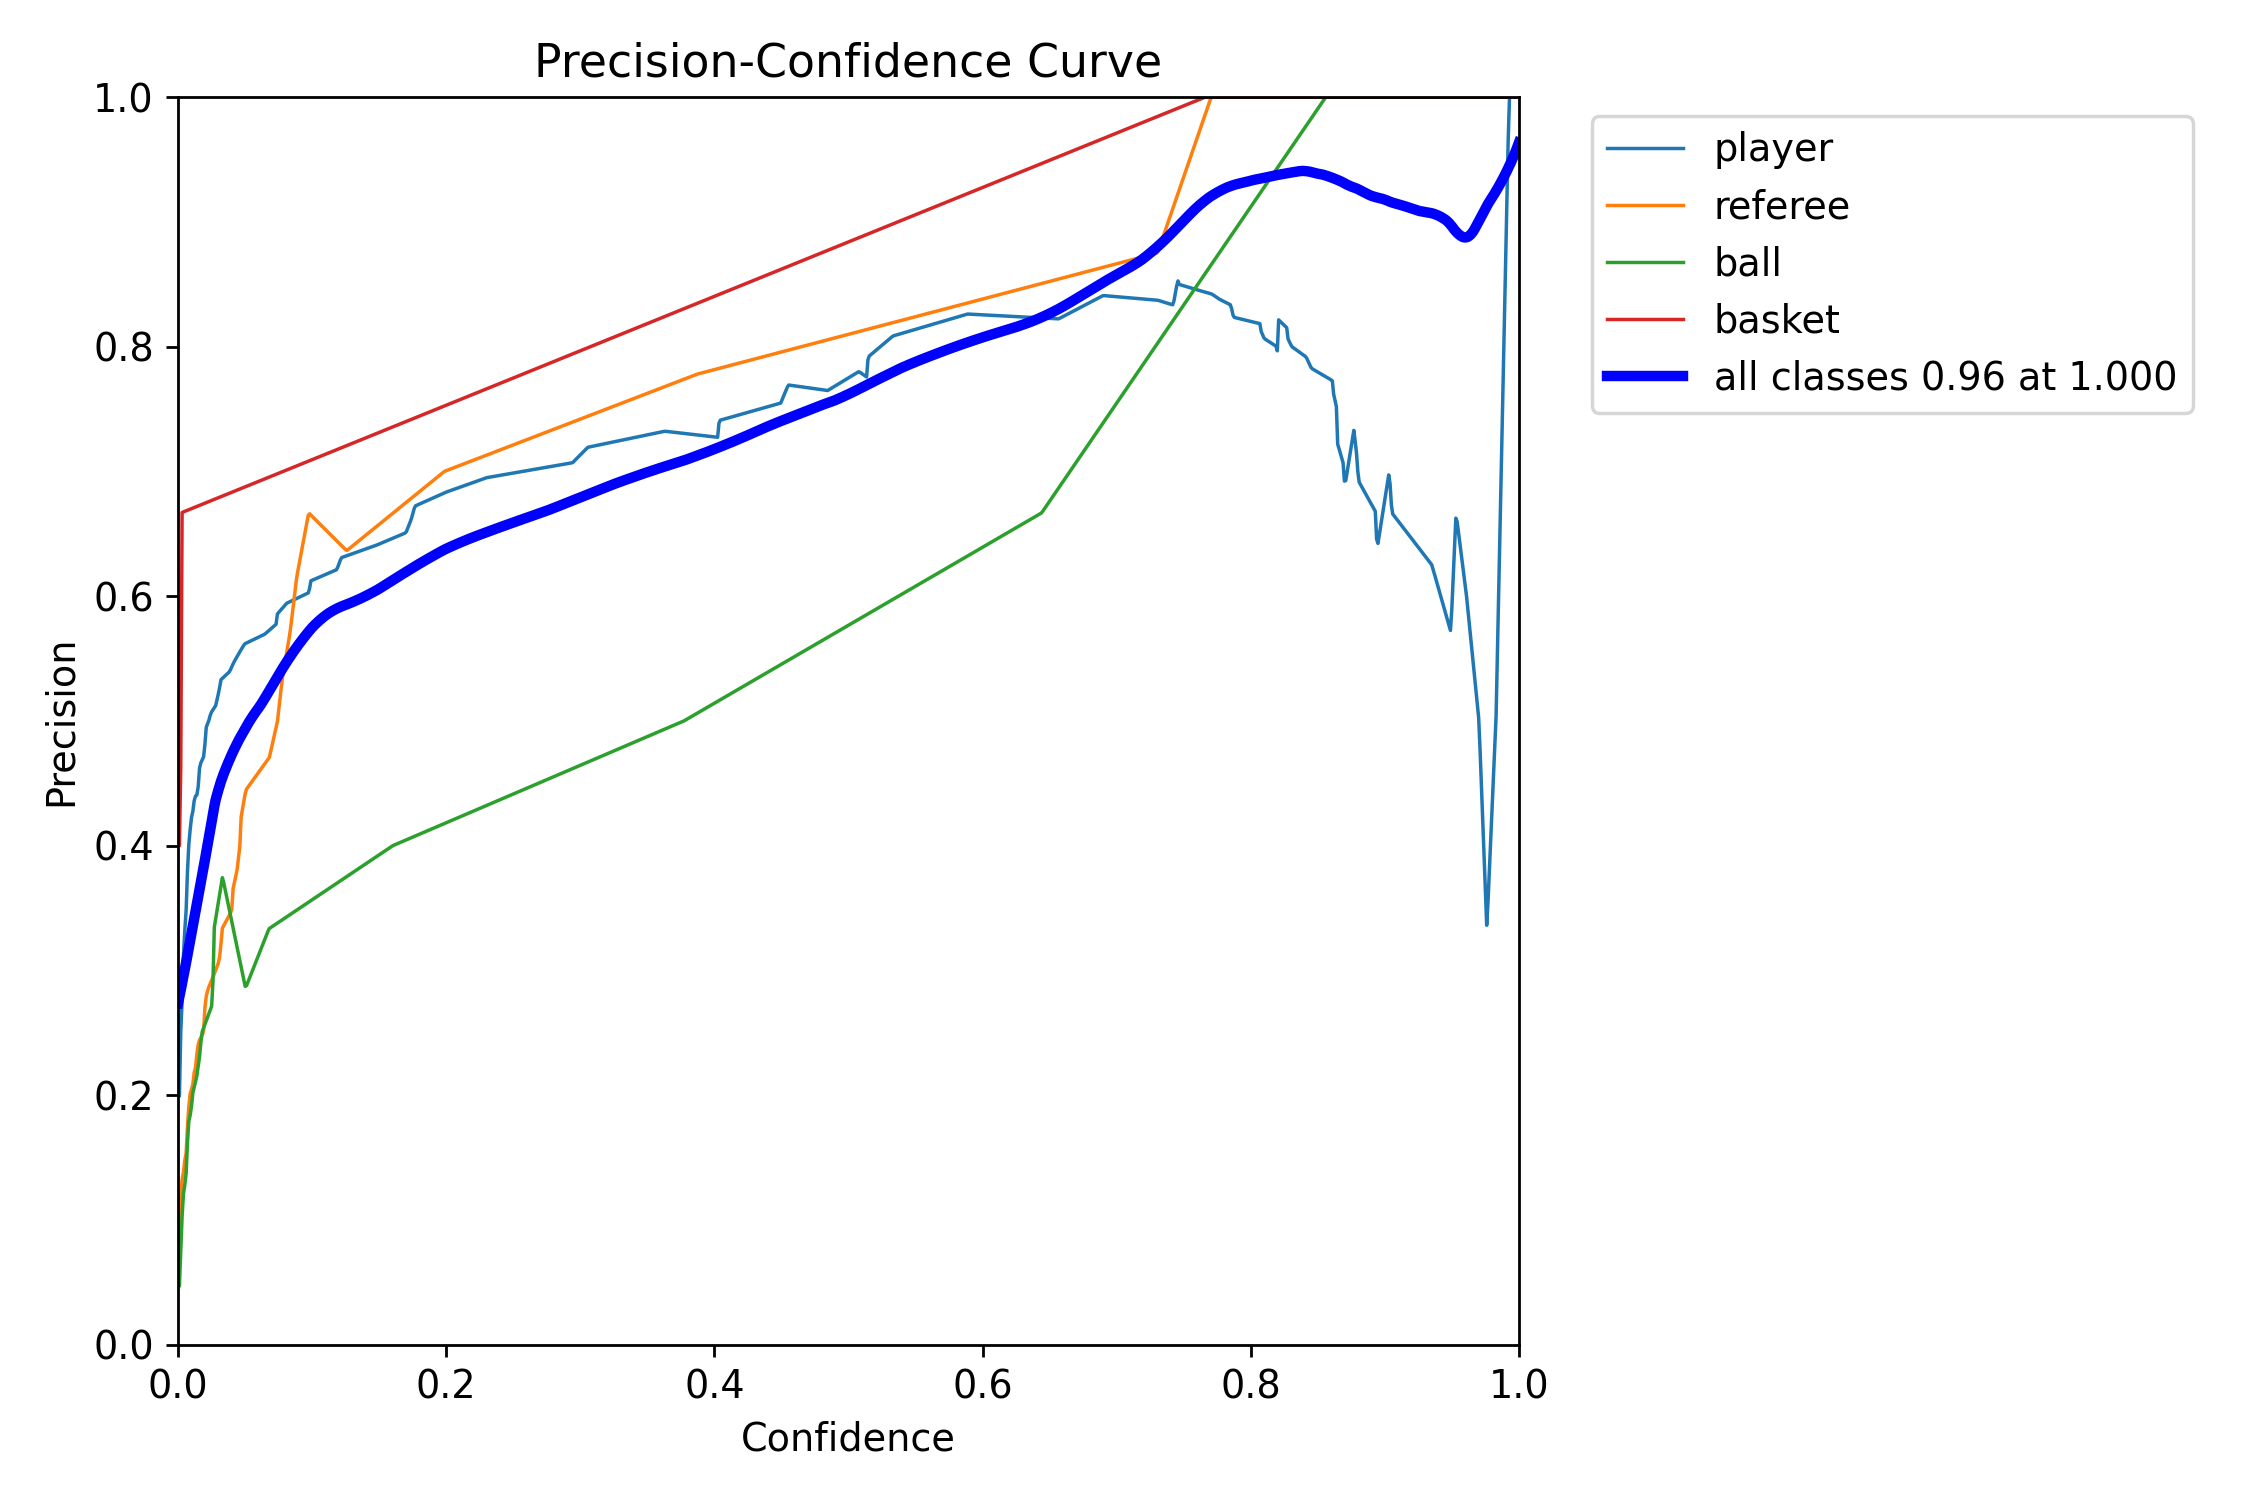 Precision-Confidence Curve
1.0
0.8
0.6
0.4
0.2
0.0
Precision
0.0 0.2 0.4 0.6 0.8 1.0
Confidence
player
referee
ball
basket
all classes 0.96 at 1.000